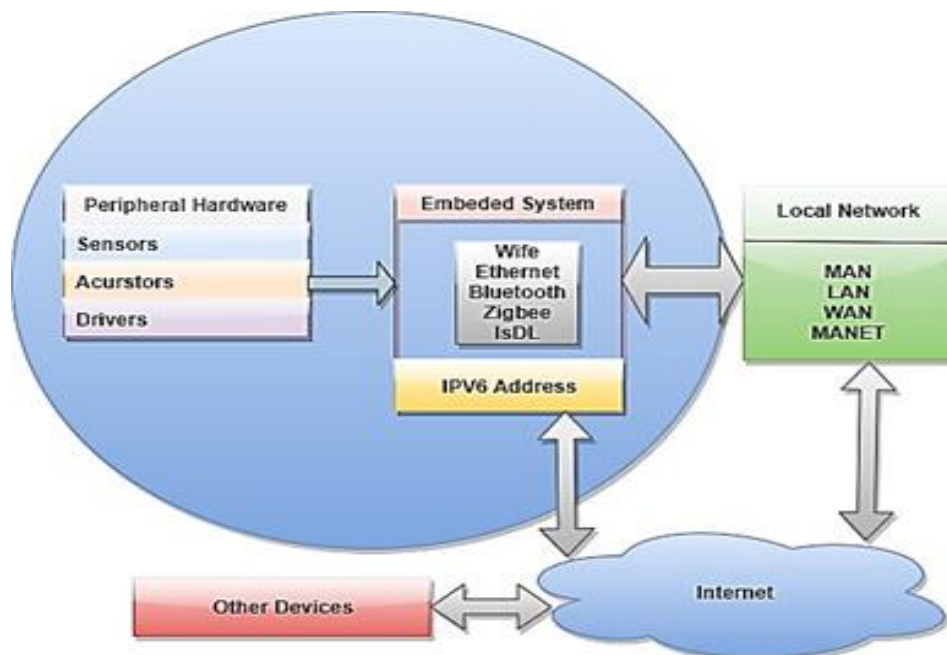 Peripheral Hardware
Sensors
Acurstors
Drivers
Embeded System
Wife
Ethernet
Bluetooth
Zigbee
IsDL
IPV6 Address
Local Network
MAN
LAN
WAN
MANET
Internet
Other Devices